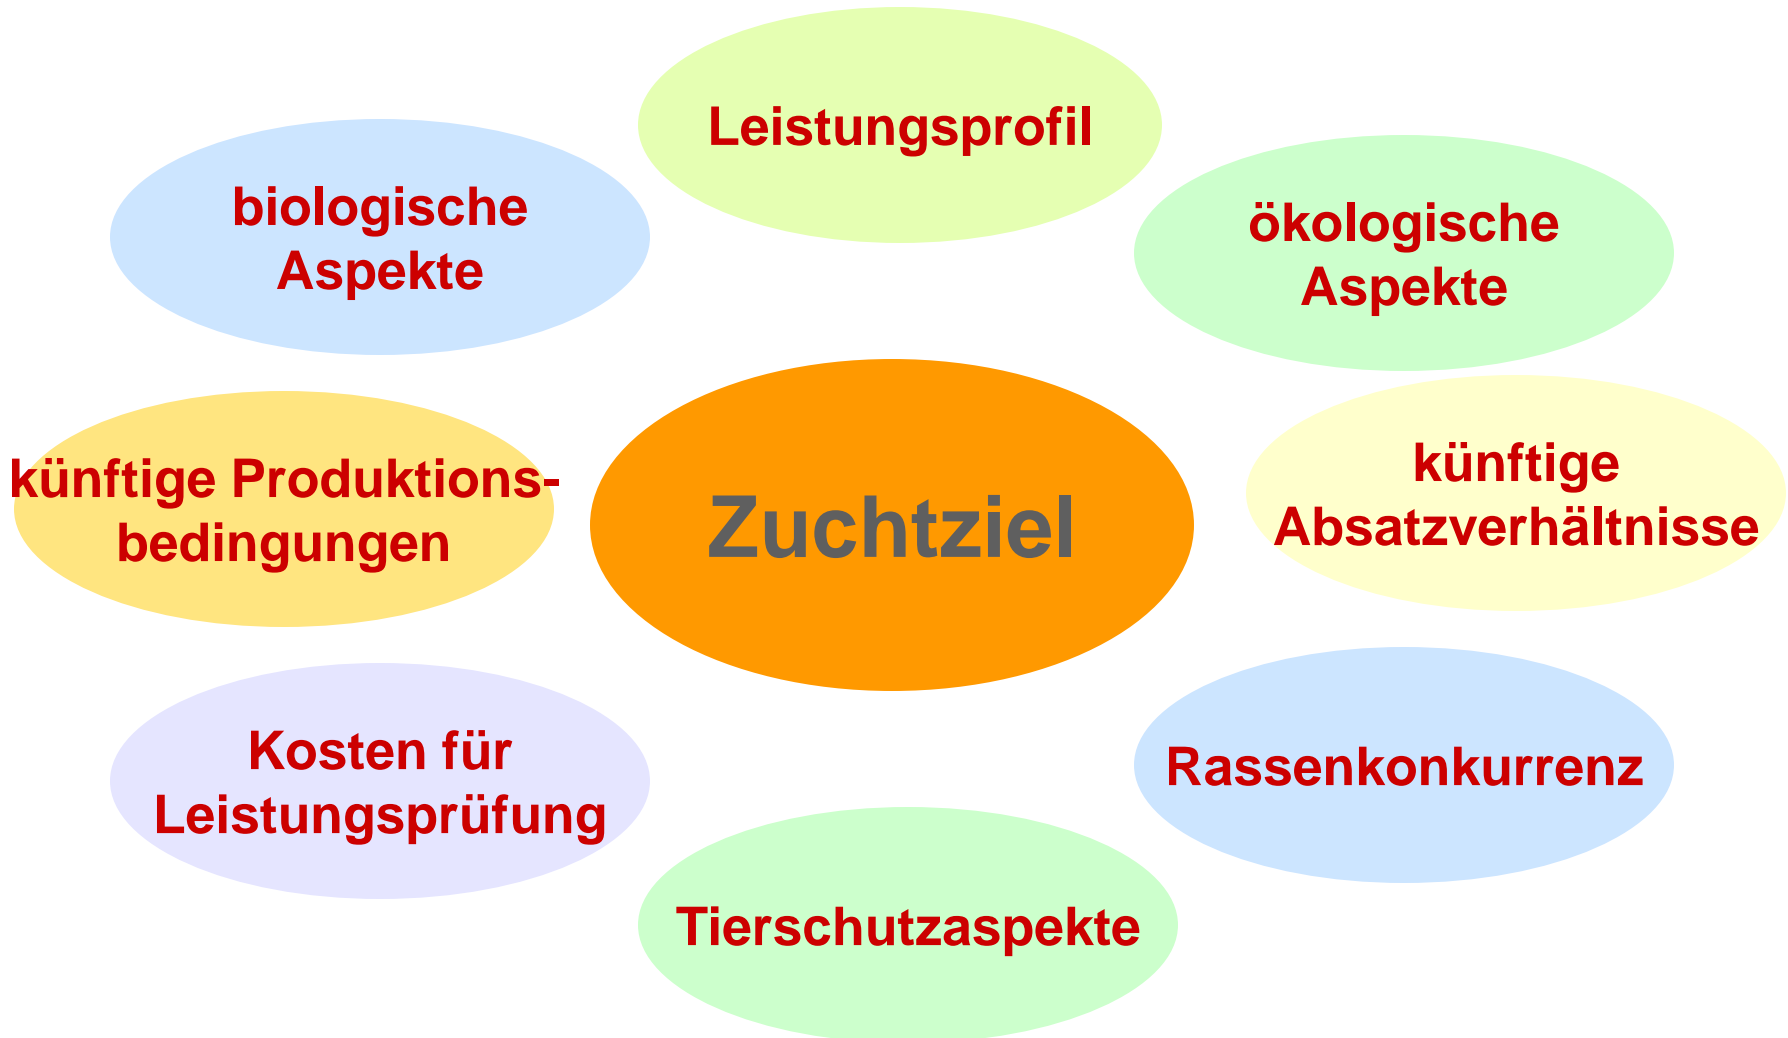 Leistungsprofil
biologische
Aspekte
ökologische
Aspekte
künftige Produktions-
bedingungen
Zuchtziel
künftige
Absatzverhältnisse
Kosten für
Leistungsprüfung
Rassenkonkurrenz
Tierschutzaspekte